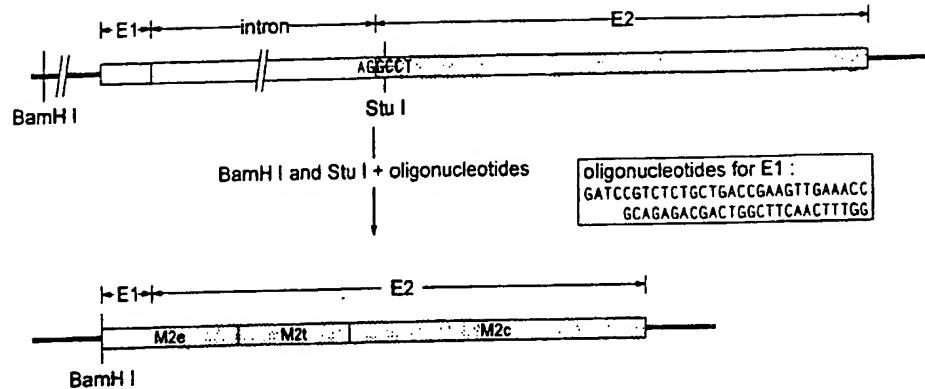 E1 intron E2
AGGCCT
BamH I
Stu I
BamH I and Stu I + oligonucleotides
oligonucleotides for E1 :
GATCCGTCTCTGCTGACCGAAGTTGAAACC
GCAGAGACGACTGGCTTCAACTTTGG
E1 E2
M2e M2t M2c
BamH I